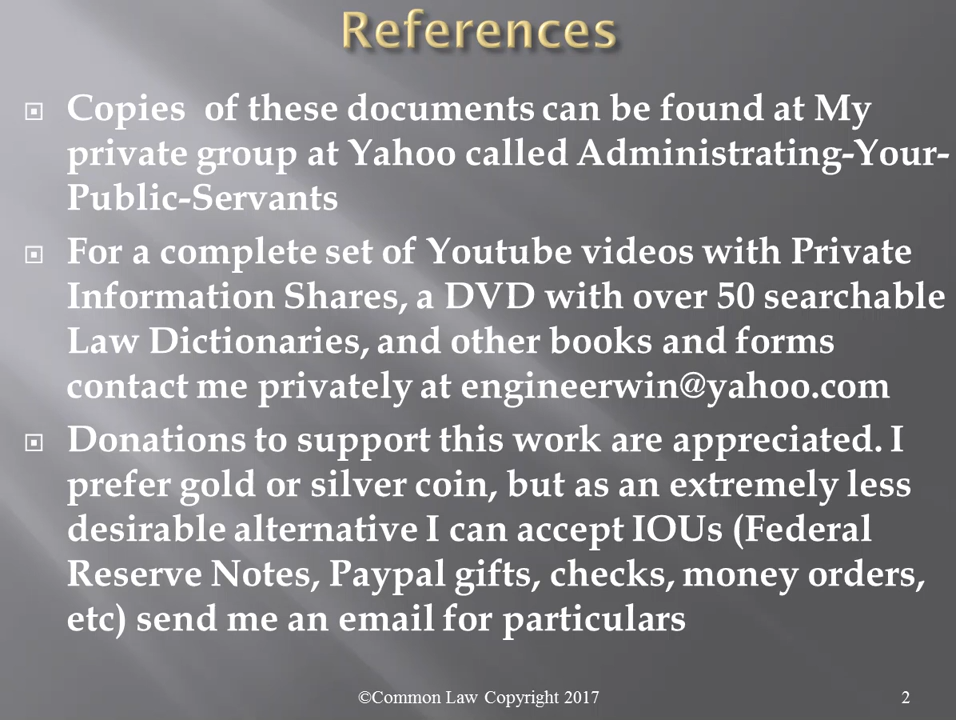 References
Copies  of these documents can be found at My
private group at Yahoo called Administrating-Your-
Public-Servants
For a complete set of Youtube videos with Private
Information Shares, a DVD with over 50 searchable
Law Dictionaries, and other books and forms
contact me privately at engineerwin@yahoo.com
Donations to support this work are appreciated. I
prefer gold or silver coin, but as an extremely less
desirable alternative I can accept IOUs (Federal
Reserve Notes, Paypal gifts, checks, money orders,
etc) send me an email for particulars
©Common Law Copyright 2017
2